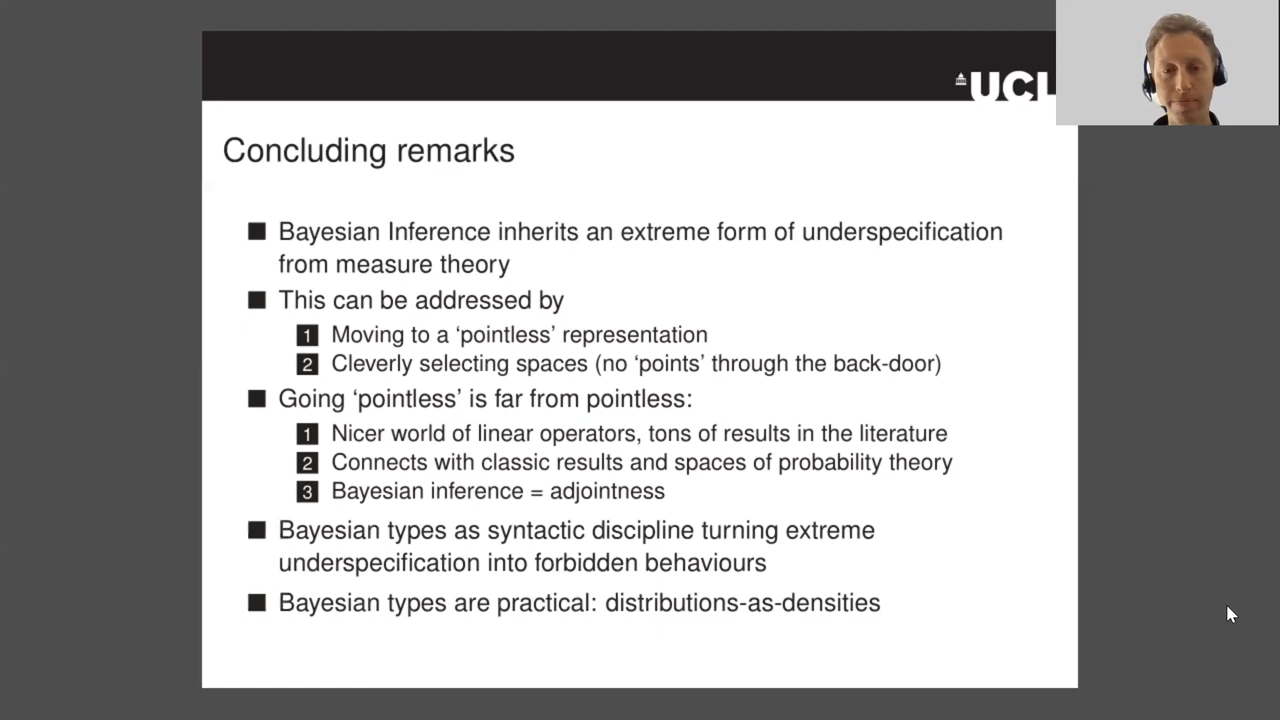 UCL
Concluding remarks
Bayesian Inference inherits an extreme form of underspecification
from measure theory
This can be addressed by
1 Moving to a ‘pointless’ representation
2 Cleverly selecting spaces (no ‘points’ through the back-door)
Going ‘pointless’ is far from pointless:
1 Nicer world of linear operators, tons of results in the literature
2 Connects with classic results and spaces of probability theory
3 Bayesian inference = adjointness
Bayesian types as syntactic discipline turning extreme
underspecification into forbidden behaviours
Bayesian types are practical: distributions-as-densities